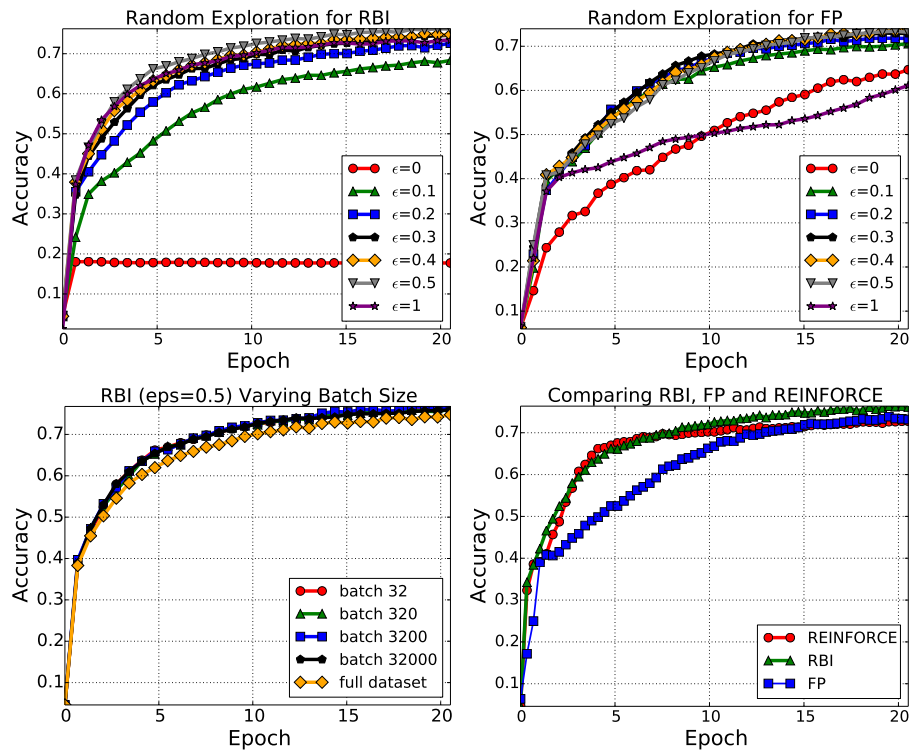 Random Exploration for RBI
Accuracy
0.7
0.6
0.5
0.4
0.3
0.2
0.1
ϵ=0
ϵ=0.1
ϵ=0.2
ϵ=0.3
ϵ=0.4
ϵ=0.5
ϵ=1
0 5 10 15 20
Epoch
Random Exploration for FP
Accuracy
0.7
0.6
0.5
0.4
0.3
0.2
0.1
ϵ=0
ϵ=0.1
ϵ=0.2
ϵ=0.3
ϵ=0.4
ϵ=0.5
ϵ=1
0 5 10 15 20
Epoch
RBI (eps=0.5) Varying Batch Size
Accuracy
0.7
0.6
0.5
0.4
0.3
0.2
0.1
batch 32
batch 320
batch 3200
batch 32000
full dataset
0 5 10 15 20
Epoch
Comparing RBI, FP and REINFORCE
Accuracy
0.7
0.6
0.5
0.4
0.3
0.2
0.1
REINFORCE
RBI
FP
0 5 10 15 20
Epoch